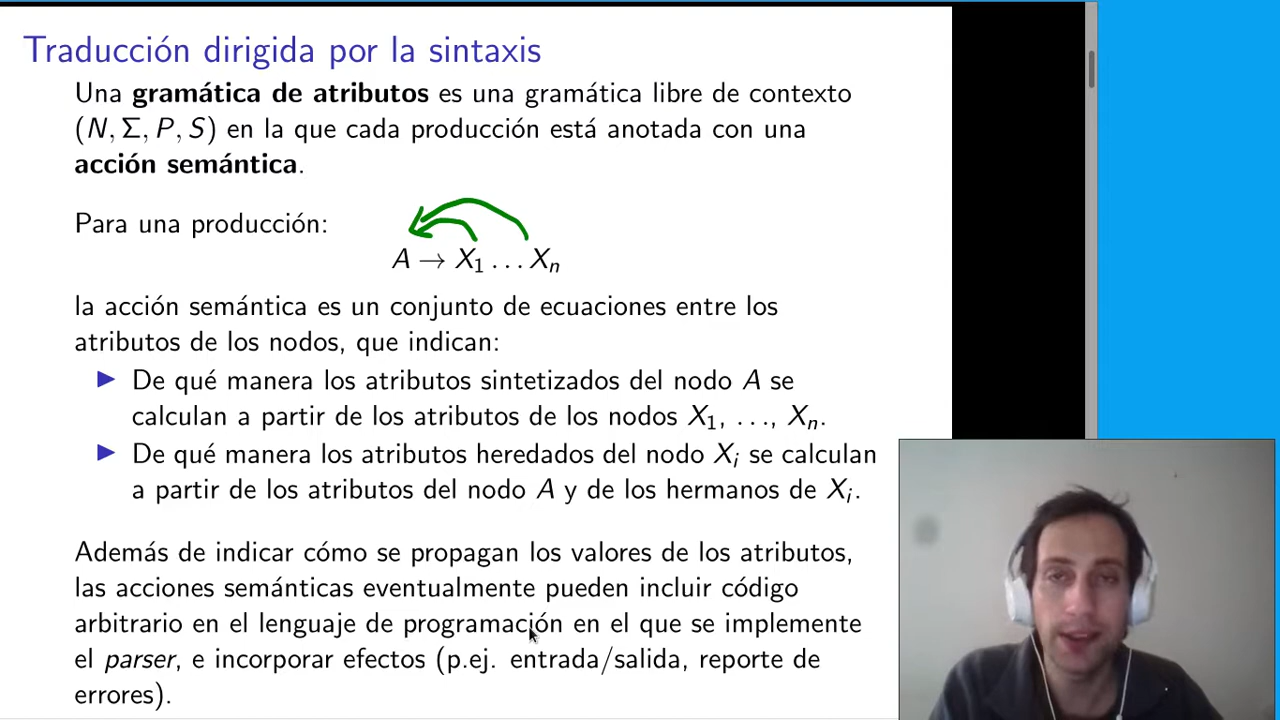 Traducción dirigida por la sintaxis
Una gramática de atributos es una gramática libre de contexto
(N, Σ, P, S) en la que cada producción está anotada con una
acción semántica.
Para una producción:
A → X₁ ... Xₙ
la acción semántica es un conjunto de ecuaciones entre los
atributos de los nodos, que indican:
▶ De qué manera los atributos sintetizados del nodo A se
calculan a partir de los atributos de los nodos X₁, ..., Xₙ.
▶ De qué manera los atributos heredados del nodo Xᵢ se calculan
a partir de los atributos del nodo A y de los hermanos de Xᵢ.
Además de indicar cómo se propagan los valores de los atributos,
las acciones semánticas eventualmente pueden incluir código
arbitrario en el lenguaje de programación en el que se implemente
el parser, e incorporar efectos (p.ej. entrada/salida, reporte de
errores).